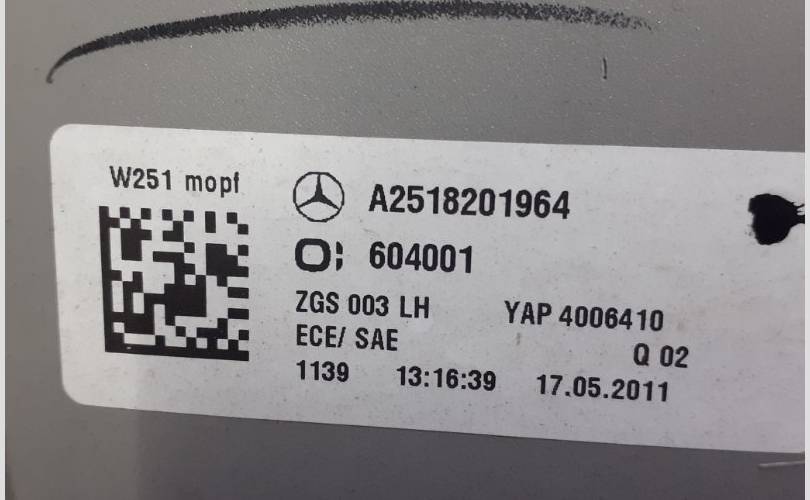 W251 mopf
A2518201964
604001
ZGS 003 LH YAP 4006410
ECE/ SAE Q 02
1139 13:16:39 17.05.2011